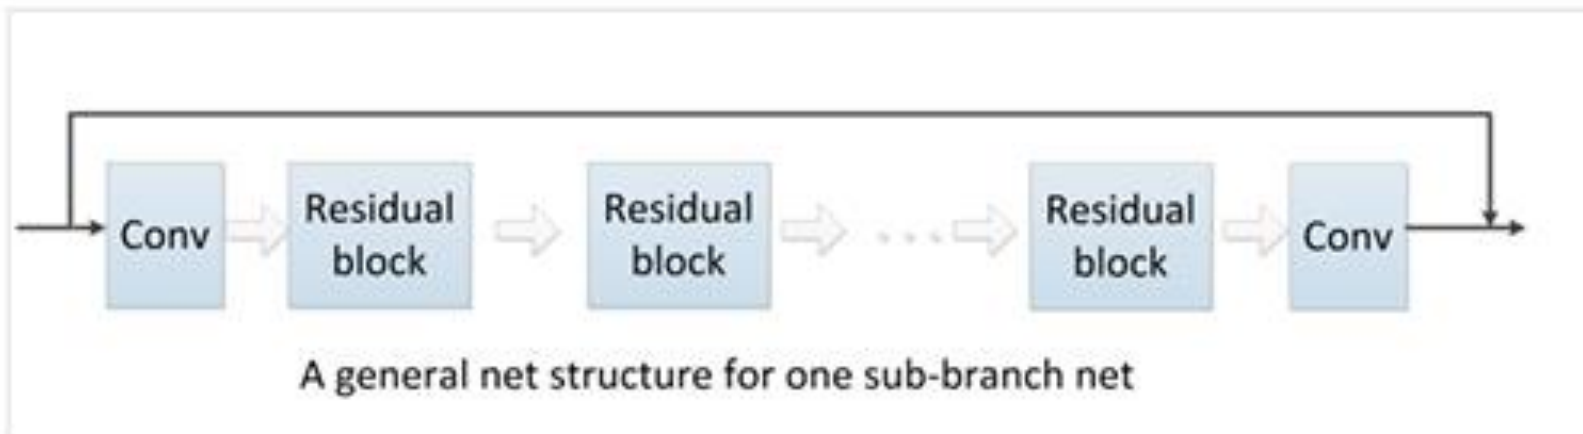 Conv
Residual
block
Residual
block
...
Residual
block
Conv
A general net structure for one sub-branch net